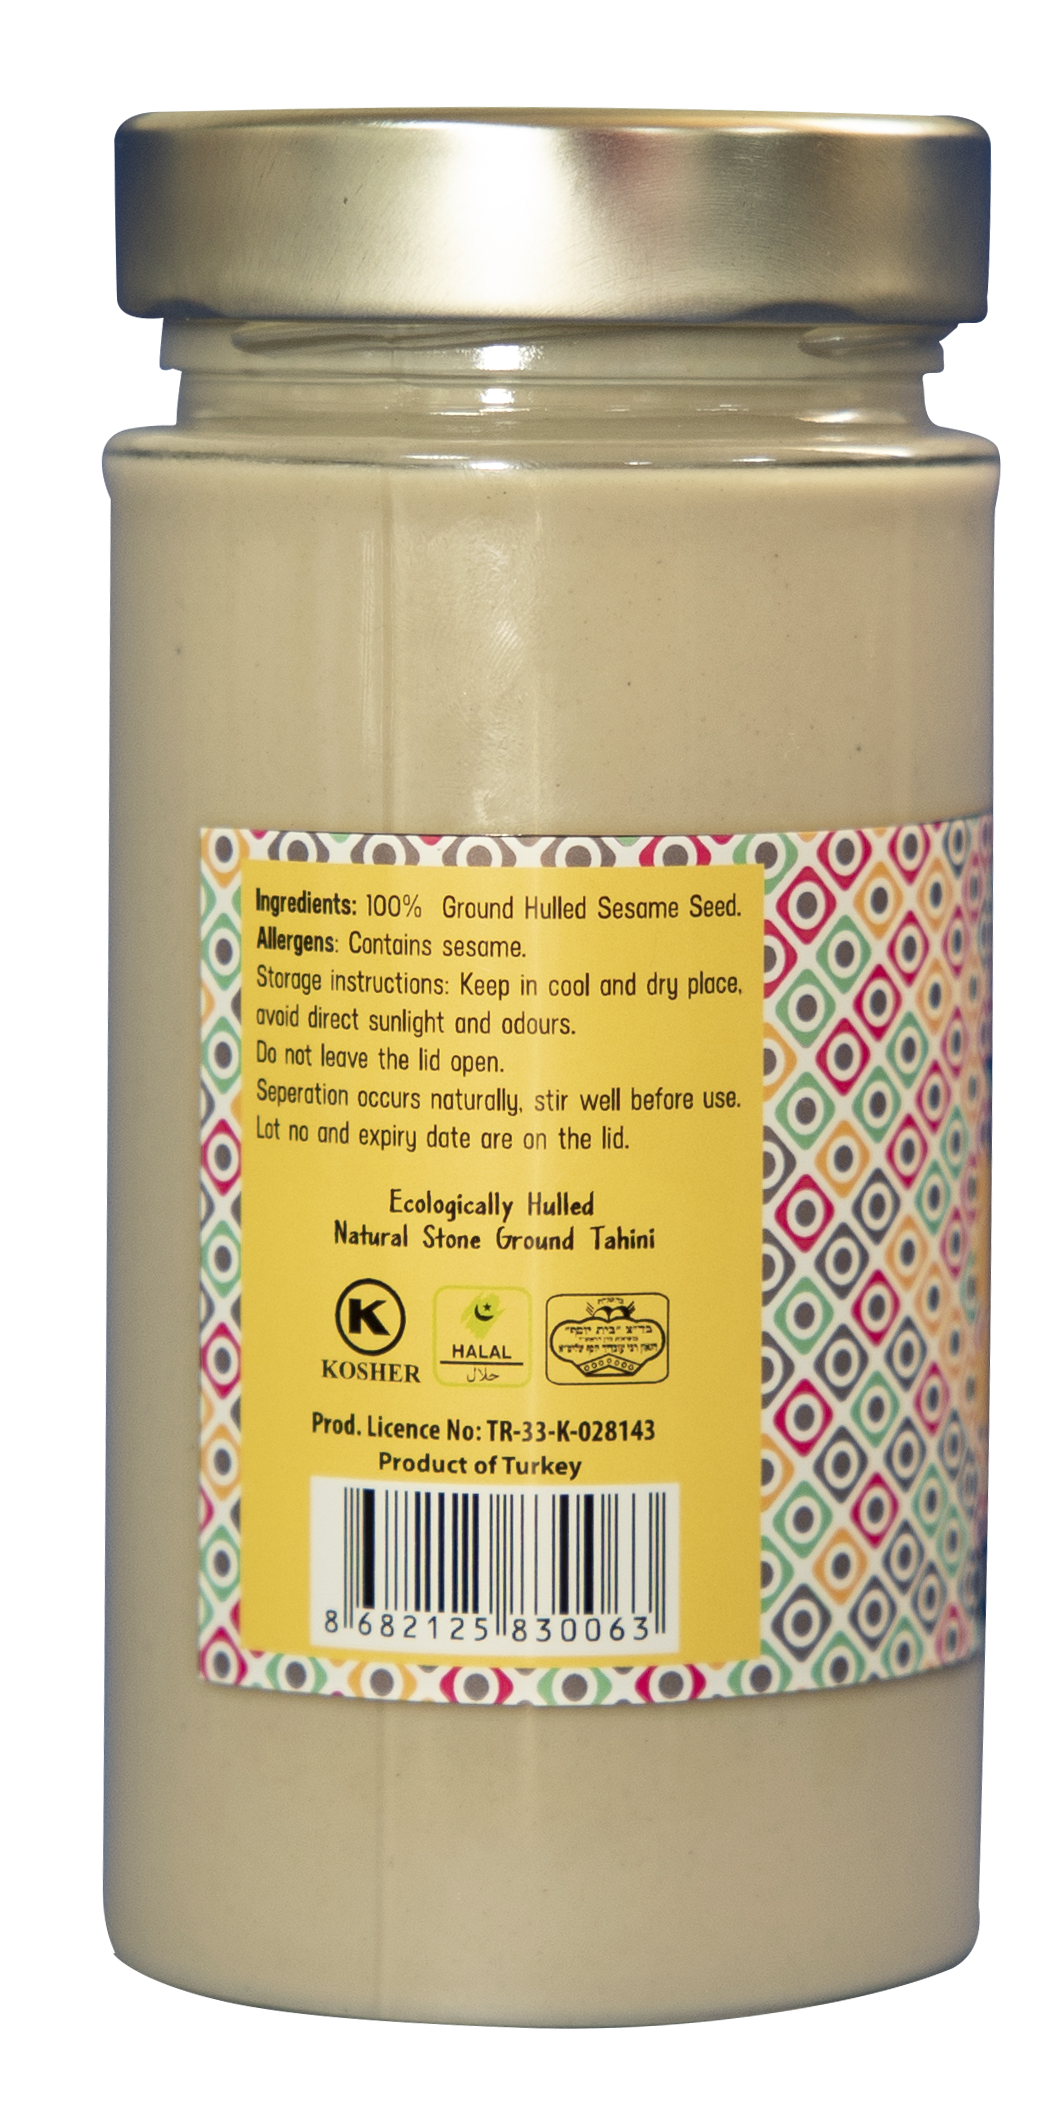 Ingredients: 100% Ground Hulled Sesame Seed.
Allergens: Contains sesame.
Storage instructions: Keep in cool and dry place,
avoid direct sunlight and odours.
Do not leave the lid open.
Seperation occurs naturally, stir well before use.
Lot no and expiry date are on the lid.
Ecologically Hulled
Natural Stone Ground Tahini
K
KOSHER
HALAL
حلال
בד״צ "בית יוסף"
Prod. Licence No: TR-33-K-028143
Product of Turkey
8 682125 830063